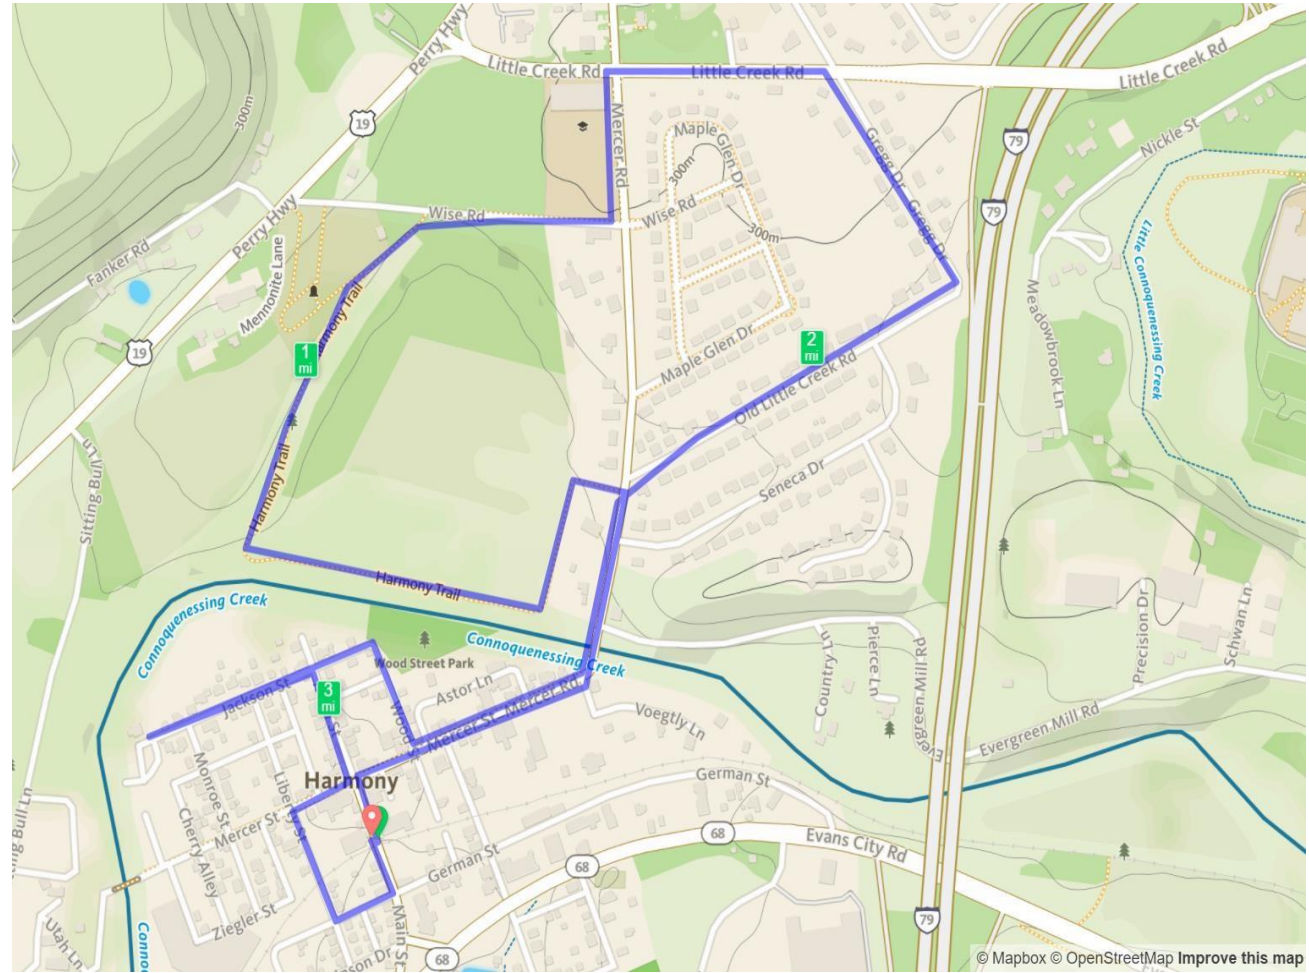 Perry Hwy
Little Creek Rd
Little Creek Rd
Little Creek Rd
300m
19
Mercer Rd
Maple Glen Dr
300m
Gregg Dr
79
Nickle St
Wise Rd
Wise Rd
300m
Gregg Dr
79
Fanker Rd
Perry Hwy
Mennonite Lane
Little Connoquenessing Creek
Meadowbrook Ln
19
1
mi
Harmony Trail
2
mi
Maple Glen Dr
Old Little Creek Rd
Sitting Bull Ln
Harmony Trail
Seneca Dr
Harmony Trail
Connoquenessing Creek
Connoquenessing Creek
Wood Street Park
Country Ln
Pierce Ln
Evergreen Mill Rd
Precision Dr
Schwan Ln
Jackson St
3
mi
St
Astor Ln
Wood St
Mercer St
Mercer Rd
Voegtly Ln
Evergreen Mill Rd
Harmony
German St
Monroe St
Liberty St
Mercer St
Cherry Alley
German St
68
Evans City Rd
68
Ziegler St
Main St
79
Utah Ln
68
© Mapbox © OpenStreetMap Improve this map